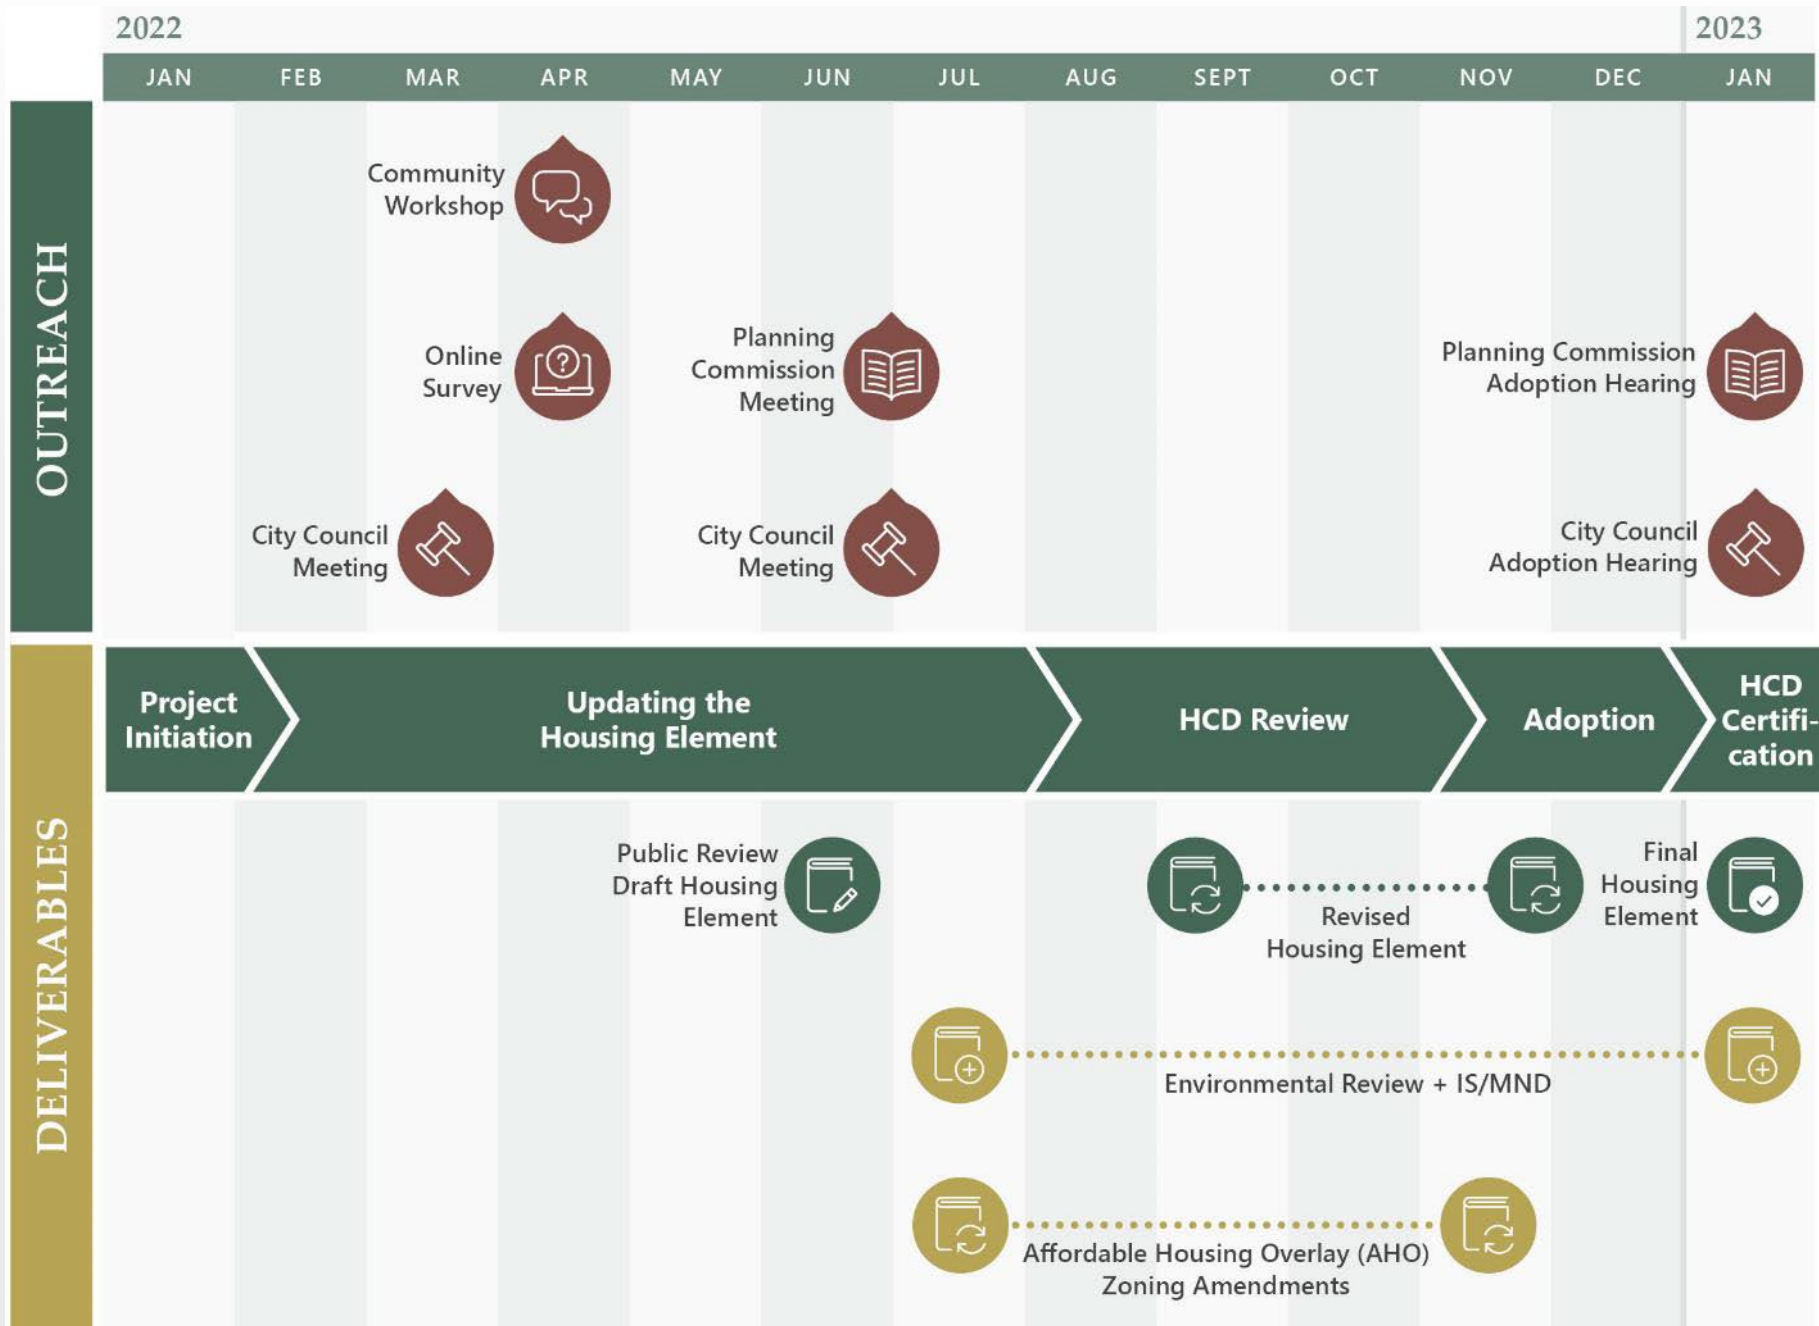 2022
2023
JAN
FEB
MAR
APR
MAY
JUN
JUL
AUG
SEPT
OCT
NOV
DEC
JAN
OUTREACH
Community
Workshop
Online
Survey
Planning
Commission
Meeting
Planning Commission
Adoption Hearing
City Council
Meeting
City Council
Meeting
City Council
Adoption Hearing
DELIVERABLES
Project
Initiation
Updating the
Housing Element
HCD Review
Adoption
HCD
Certifi-
cation
Public Review
Draft Housing
Element
Revised
Housing Element
Final
Housing
Element
Environmental Review + IS/MND
Affordable Housing Overlay (AHO)
Zoning Amendments